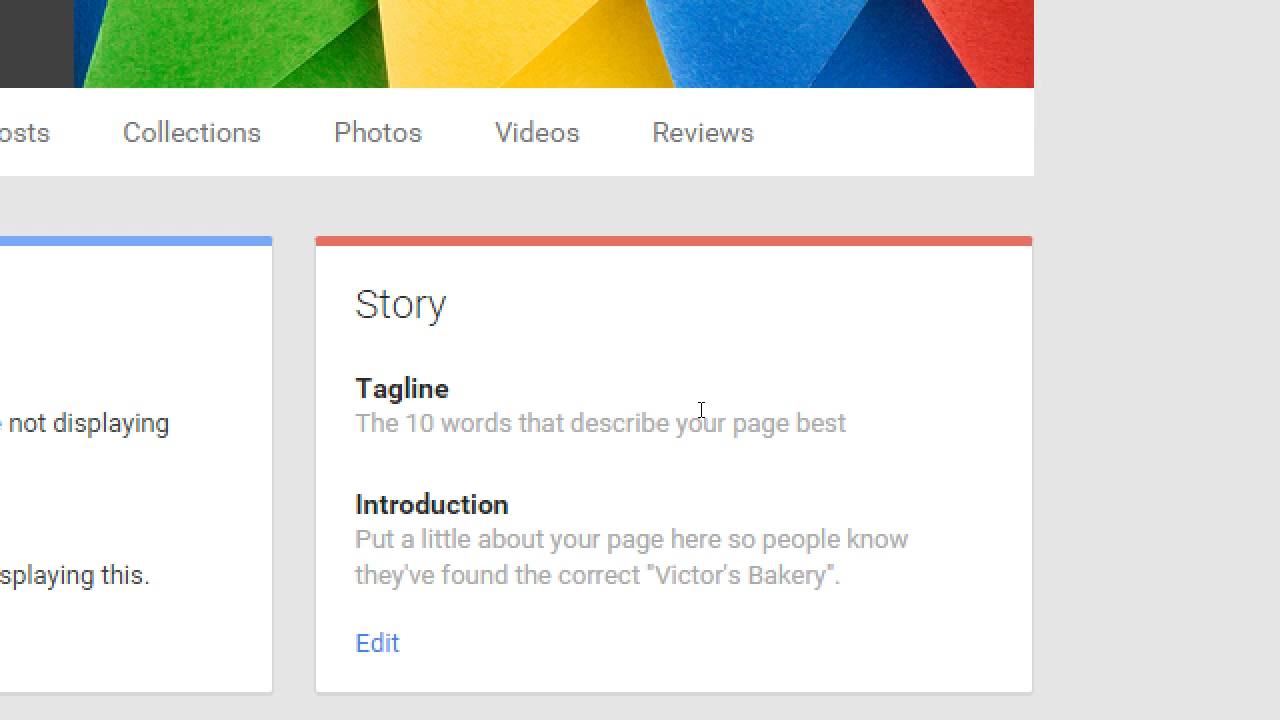 osts Collections Photos Videos Reviews
not displaying
splaying this.
Story
Tagline
The 10 words that describe your page best
Introduction
Put a little about your page here so people know
they've found the correct "Victor's Bakery".
Edit